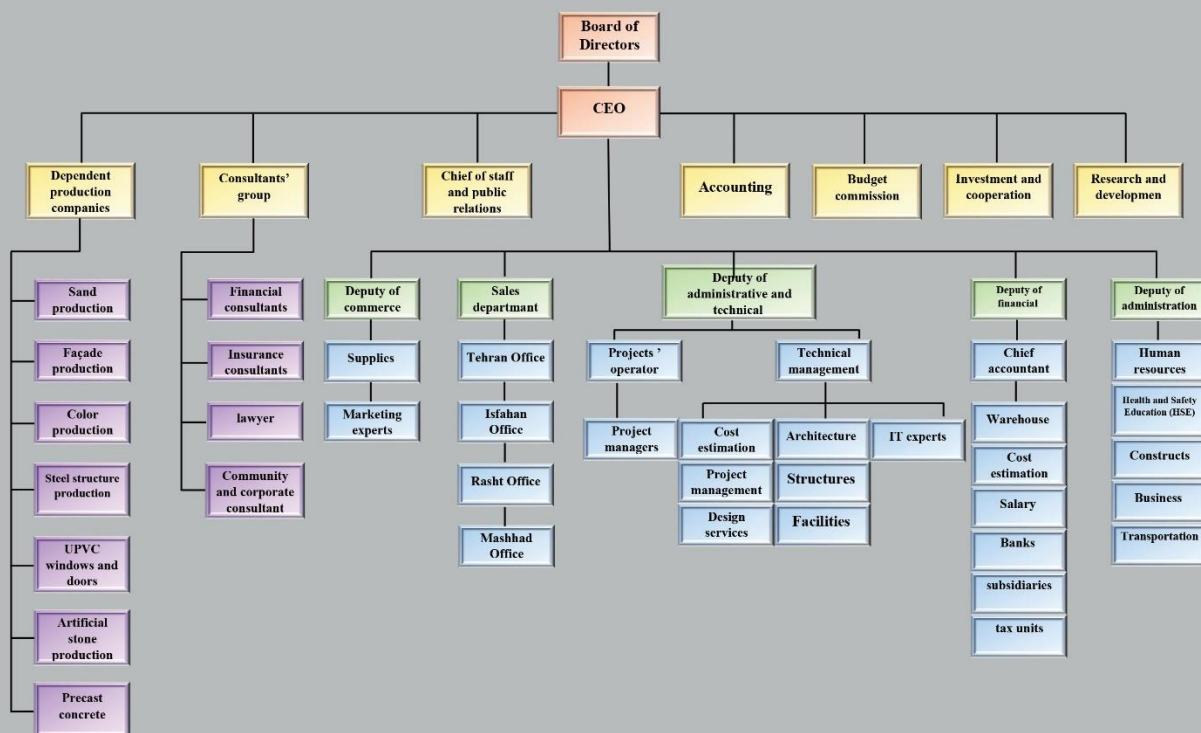 Board of
Directors
CEO
Dependent
production
companies
Consultants'
group
Chief of staff
and public
relations
Accounting
Budget
commission
Investment and
cooperation
Research and
developmen
Sand
production
Façade
production
Color
production
Steel structure
production
UPVC
windows and
doors
Artificial
stone
production
Precast
concrete
Financial
consultants
Insurance
consultants
lawyer
Community
and corporate
consultant
Deputy of
commerce
Supplics
Marketing
experts
Sales
department
Tehran Office
Isfahan
Office
Rasht Office
Mashhad
Office
Deputy of
administrative and
technical
Projects '
operator
Project
managers
Technical
management
Cost
estimation
Project
management
Design
services
Architecture
Structures
Facilities
IT experts
Deputy of
financial
Chief
accountant
Warehouse
Cost
estimation
Salary
Banks
subsidiaries
tax units
Deputy of
administration
Human
resources
Health and Safety
Education (HSE)
Constructs
Business
Transportation